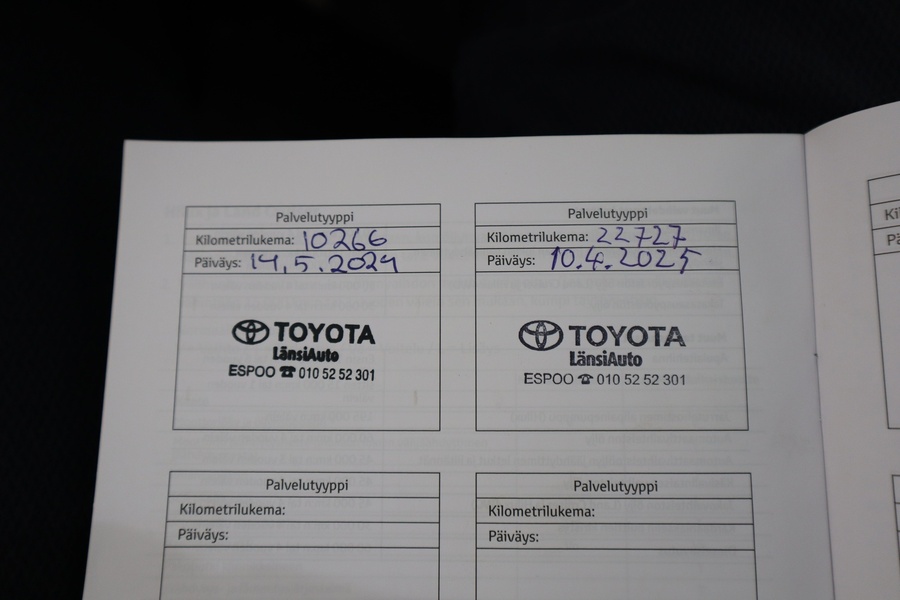 Palvelutyyppi
Kilometrilukema: 10266
Päiväys: 14.5.2024
TOYOTA
LänsiAuto
ESPOO ☎ 010 52 52 301
Palvelutyyppi
Kilometrilukema: 22727
Päiväys: 10.4.2025
TOYOTA
LänsiAuto
ESPOO ☎ 010 52 52 301
Palvelutyyppi
Kilometrilukema:
Päiväys:
Palvelutyyppi
Kilometrilukema:
Päiväys: